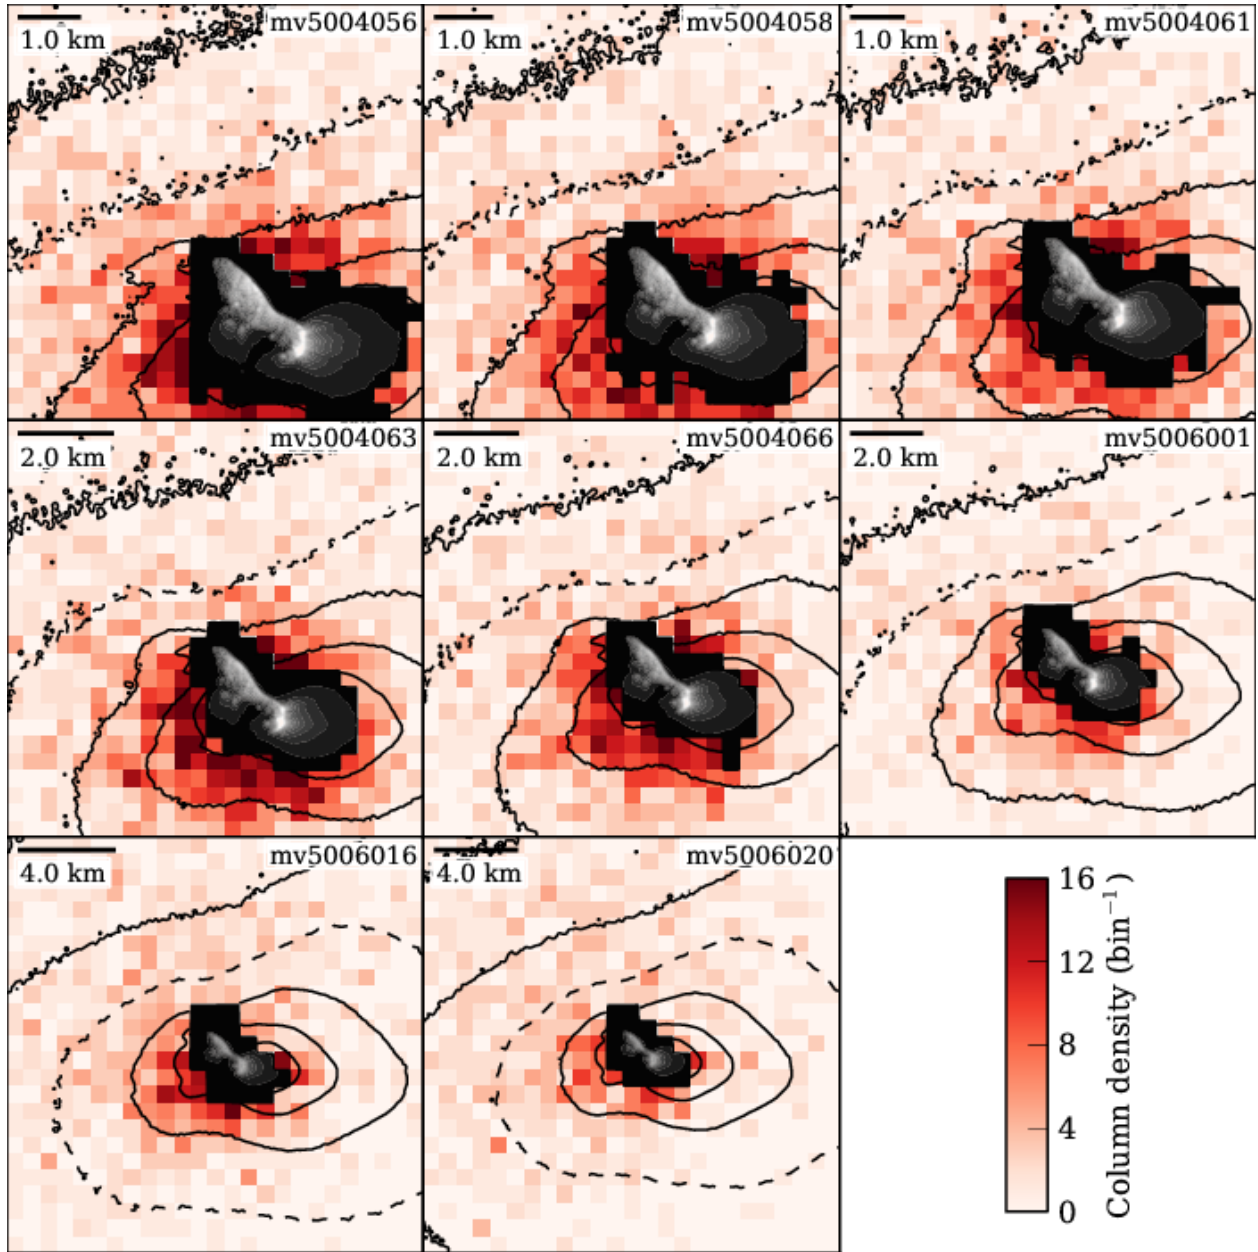 1.0 km mv5004056
1.0 km mv5004058
1.0 km mv5004061
2.0 km mv5004063
2.0 km mv5004066
2.0 km mv5006001
4.0 km mv5006016
4.0 km mv5006020
16
12
8
4
0
Column density (bin⁻¹)